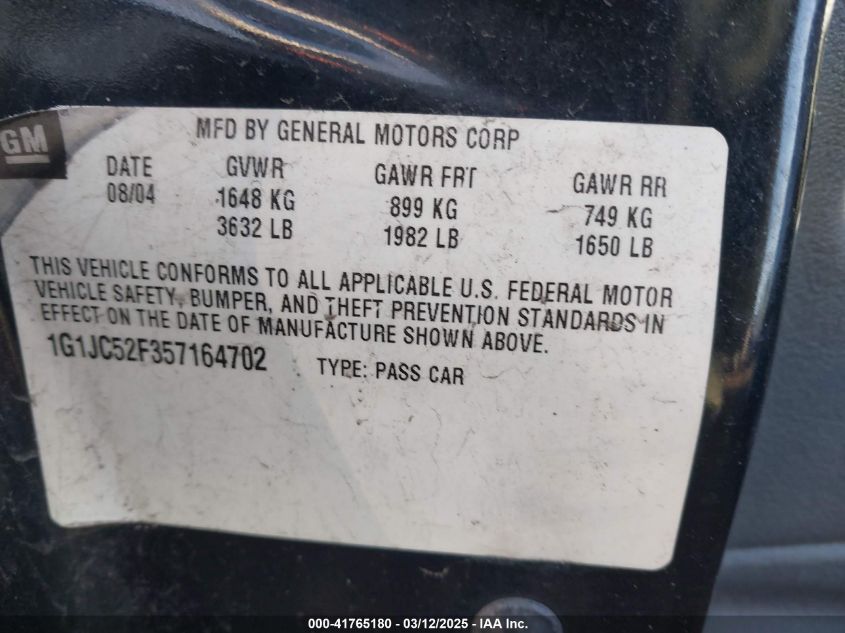 GM
MFD BY GENERAL MOTORS CORP
DATE GVWR GAWR FRT GAWR RR
08/04 1648 KG 899 KG 749 KG
3632 LB 1982 LB 1650 LB
THIS VEHICLE CONFORMS TO ALL APPLICABLE U.S. FEDERAL MOTOR
VEHICLE SAFETY, BUMPER, AND THEFT PREVENTION STANDARDS IN
EFFECT ON THE DATE OF MANUFACTURE SHOWN ABOVE.
1G1JC52F357164702 TYPE: PASS CAR
000-41765180 - 03/12/2025 - IAA Inc.